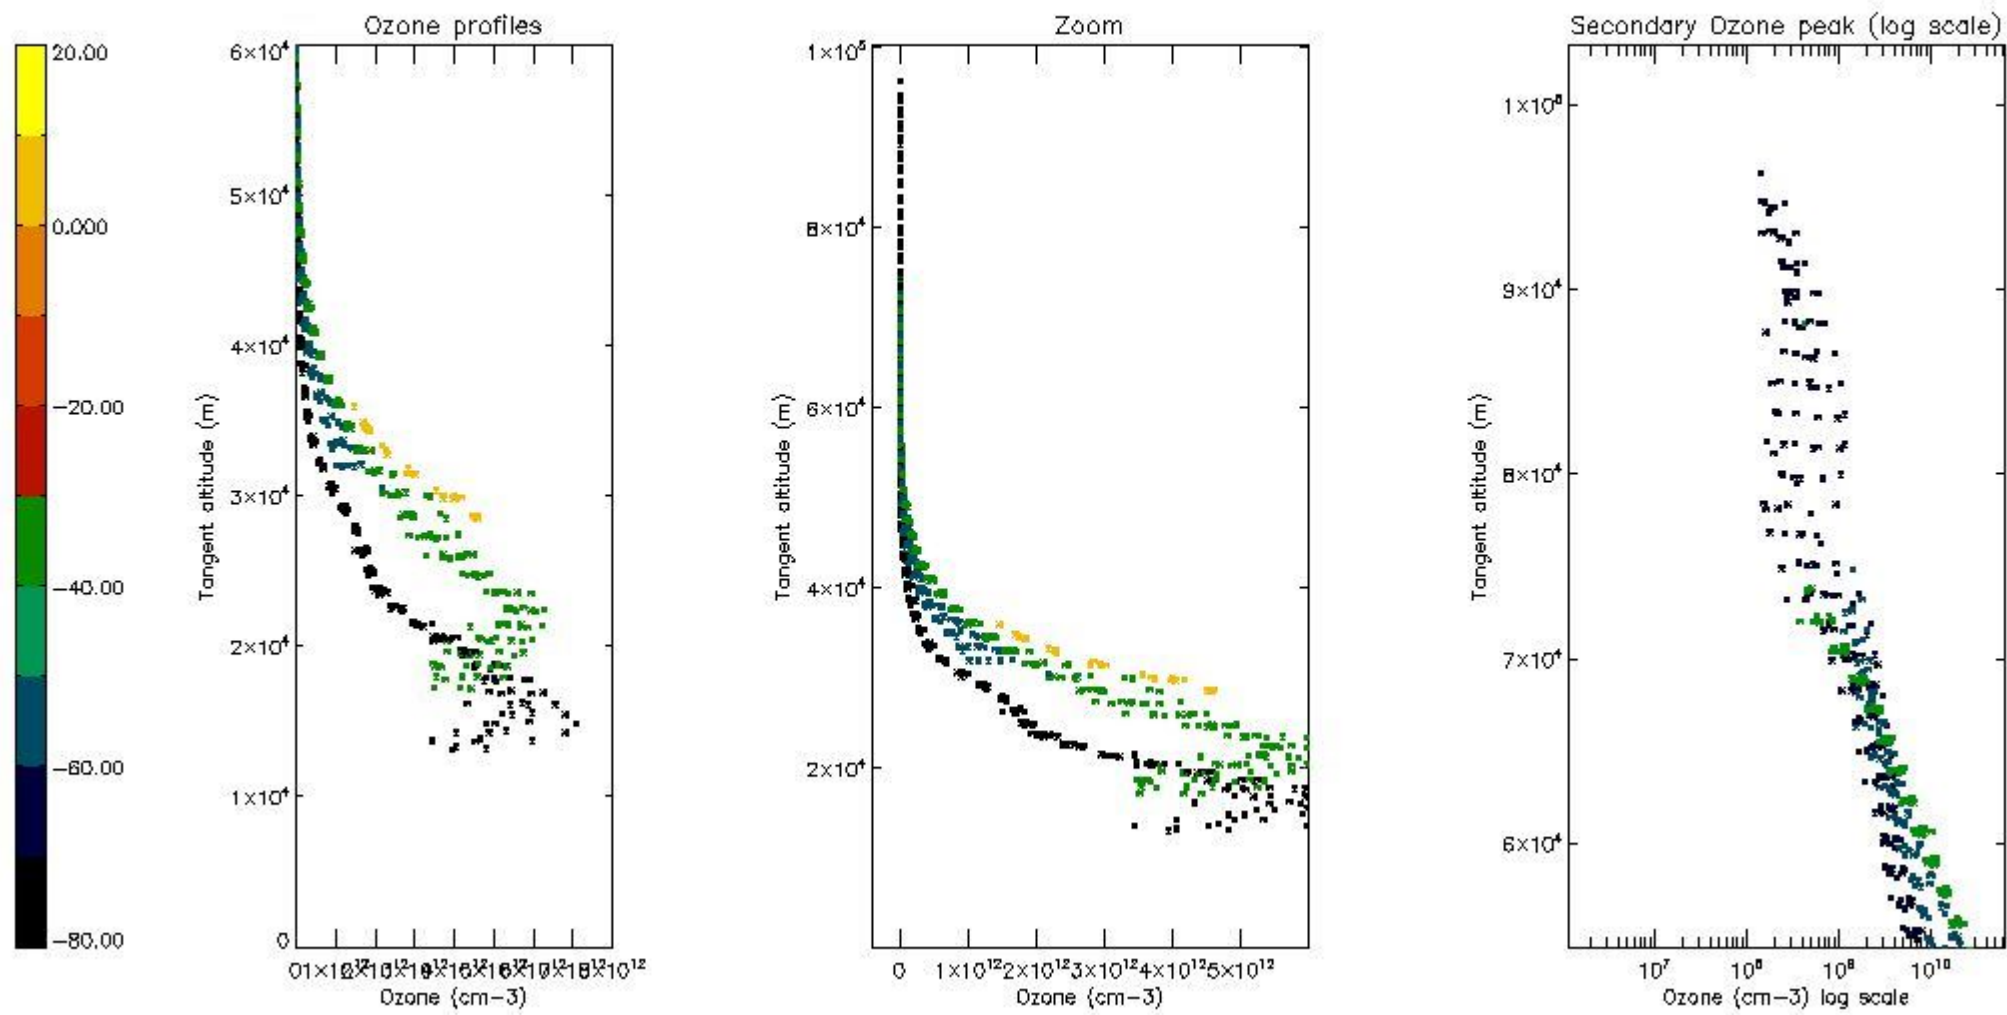 Ozone profiles
Zoom
Secondary Ozone peak (log scale)
20.00
0.000
−20.00
−40.00
−60.00
−80.00
6×10⁴
5×10⁴
4×10⁴
3×10⁴
2×10⁴
1×10⁴
0
Tangent altitude (m)
Ozone (cm−3)
1×10⁵
8×10⁴
6×10⁴
4×10⁴
2×10⁴
Tangent altitude (m)
0 1×10¹² 2×10¹² 3×10¹² 4×10¹² 5×10¹²
Ozone (cm−3)
9×10⁴
8×10⁴
7×10⁴
6×10⁴
Tangent altitude (m)
10⁷ 10⁸ 10⁹ 10¹⁰
Ozone (cm−3) log scale